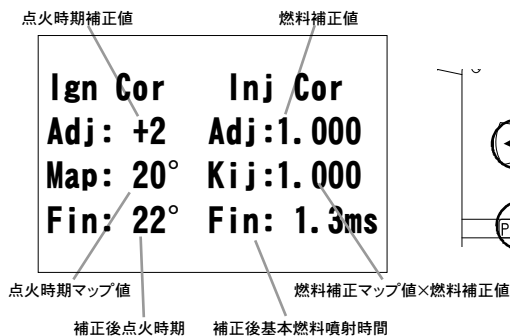 点火時期補正値 燃料補正値
Ign Cor Inj Cor
Adj: +2 Adj:1.000
Map: 20° Kij:1.000
Fin: 22° Fin: 1.3ms
点火時期マップ値 燃料補正マップ値×燃料補正値
補正後点火時期 補正後基本燃料噴射時間
P